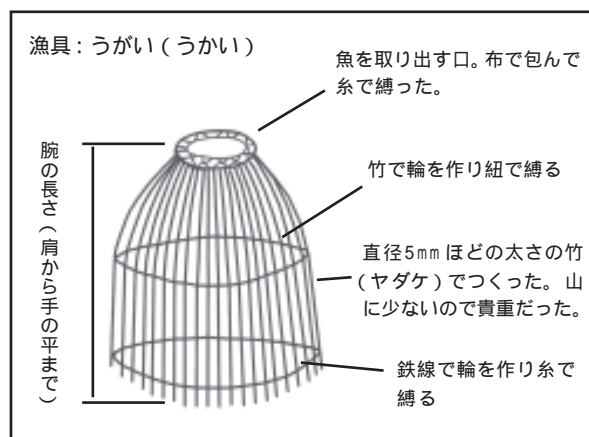 漁具：うがい（うかい）
魚を取り出す口。布で包んで
糸で縛った。
腕の長さ（肩から手の平まで）
竹で輪を作り紐で縛る
直径5mm ほどの太さの竹
（ヤダケ）でつくった。山
に少ないので貴重だった。
鉄線で輪を作り糸で
縛る